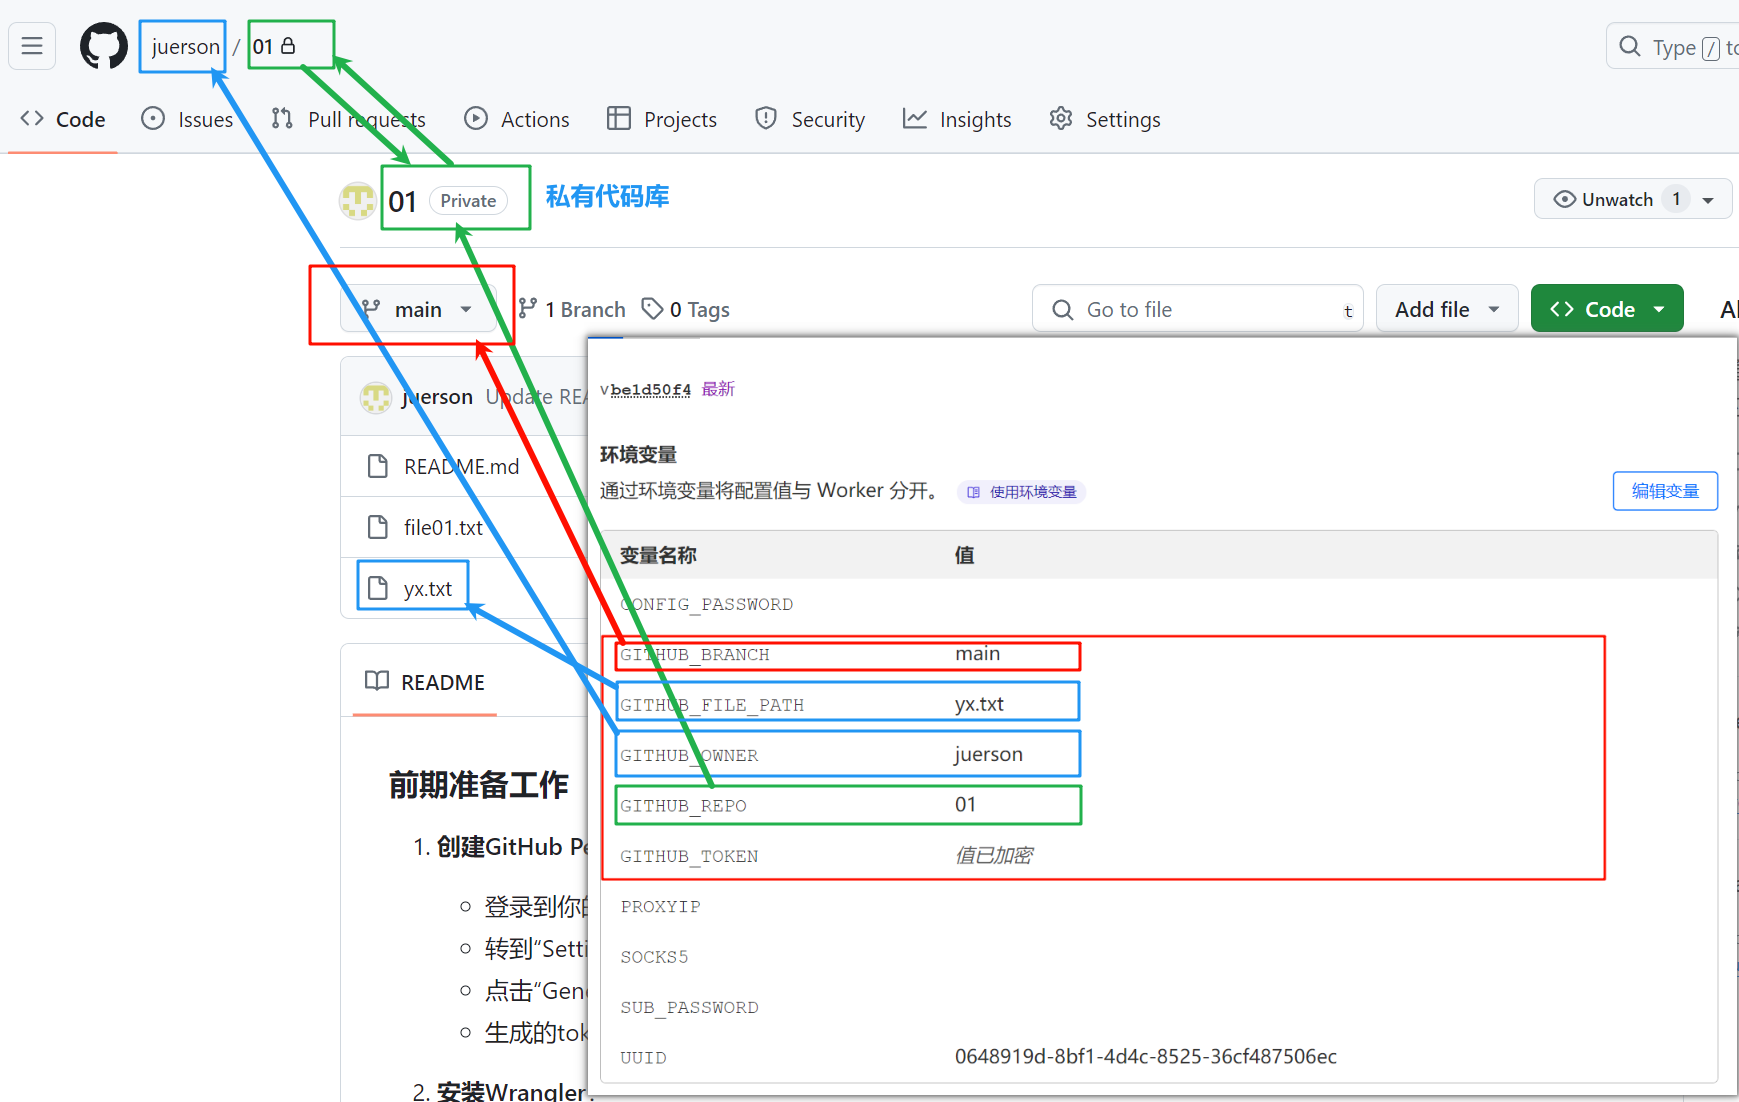 juerson / 01
Type / to
Code
Issues
Pull requests
Actions
Projects
Security
Insights
Settings
01 Private 私有代码库
Unwatch 1
main
1 Branch
0 Tags
Go to file t
Add file
Code
juerson Update REA
README.md
file01.txt
yx.txt
README
前期准备工作
1. 创建GitHub Pe
登录到你的
转到“Setti
点击“Gene
生成的tok
2. 安装Wrangler
vbe1d50f4 最新
环境变量
通过环境变量将配置值与 Worker 分开。 使用环境变量
编辑变量
变量名称 值
CONFIG_PASSWORD
GITHUB_BRANCH main
GITHUB_FILE_PATH yx.txt
GITHUB_OWNER juerson
GITHUB_REPO 01
GITHUB_TOKEN 值已加密
PROXYIP
SOCKS5
SUB_PASSWORD
UUID 0648919d-8bf1-4d4c-8525-36cf487506ec